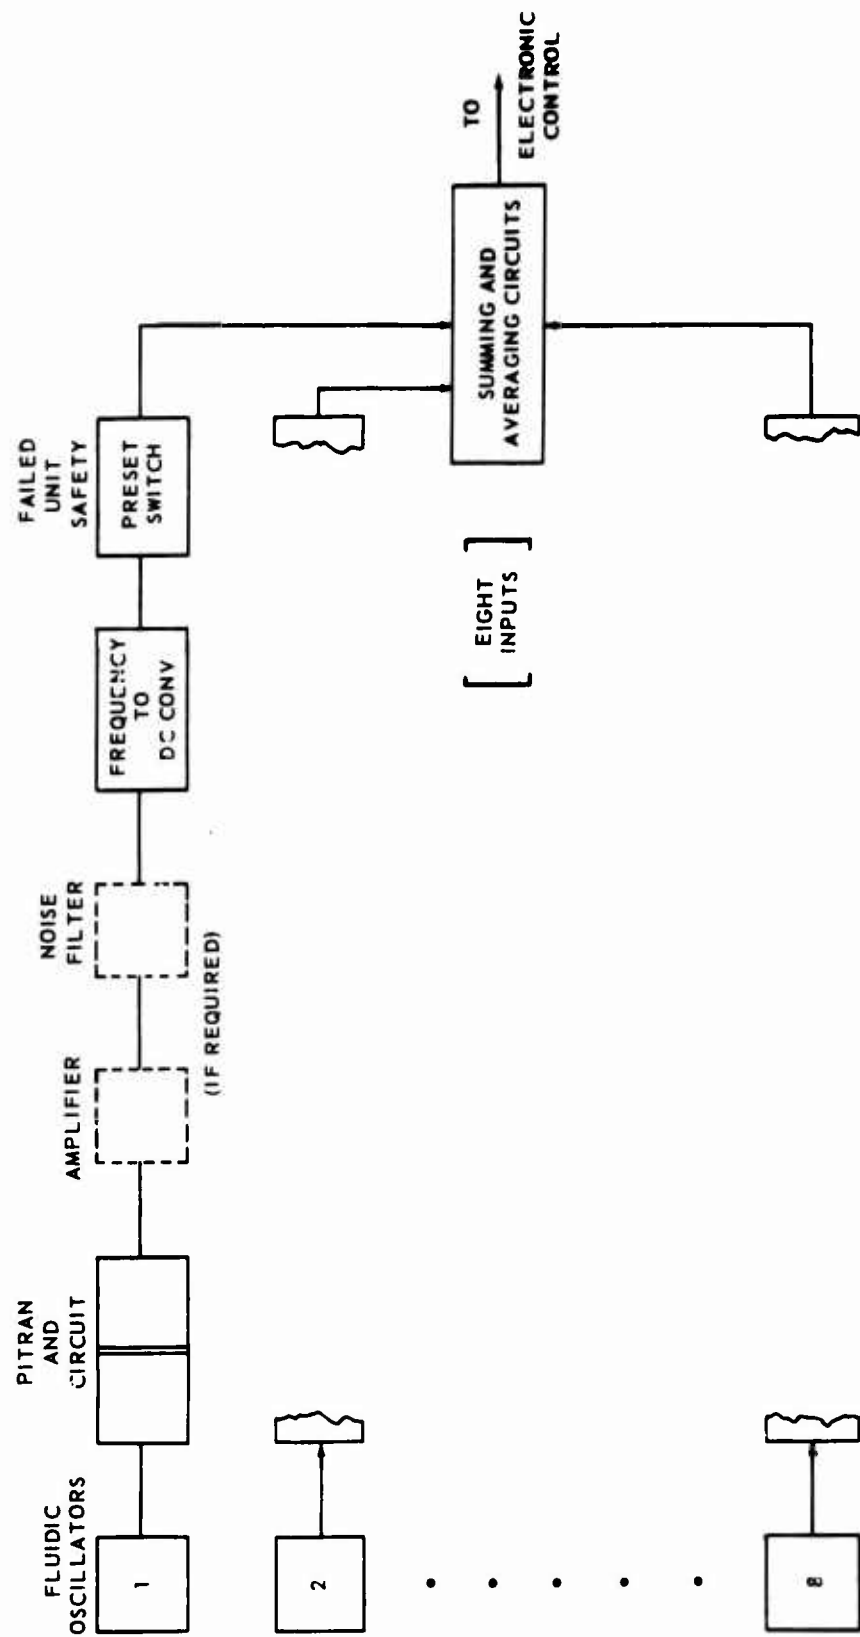 FLUIDIC
OSCILLATORS
1
2
8
PITRAN
AND
CIRCUIT
AMPLIFIER
NOISE
FILTER
(IF REQUIRED)
FREQUENCY
TO
DC CONV
FAILED
UNIT
SAFETY
PRESET
SWITCH
EIGHT
INPUTS
SUMMING AND
AVERAGING CIRCUITS
TO
ELECTRONIC
CONTROL